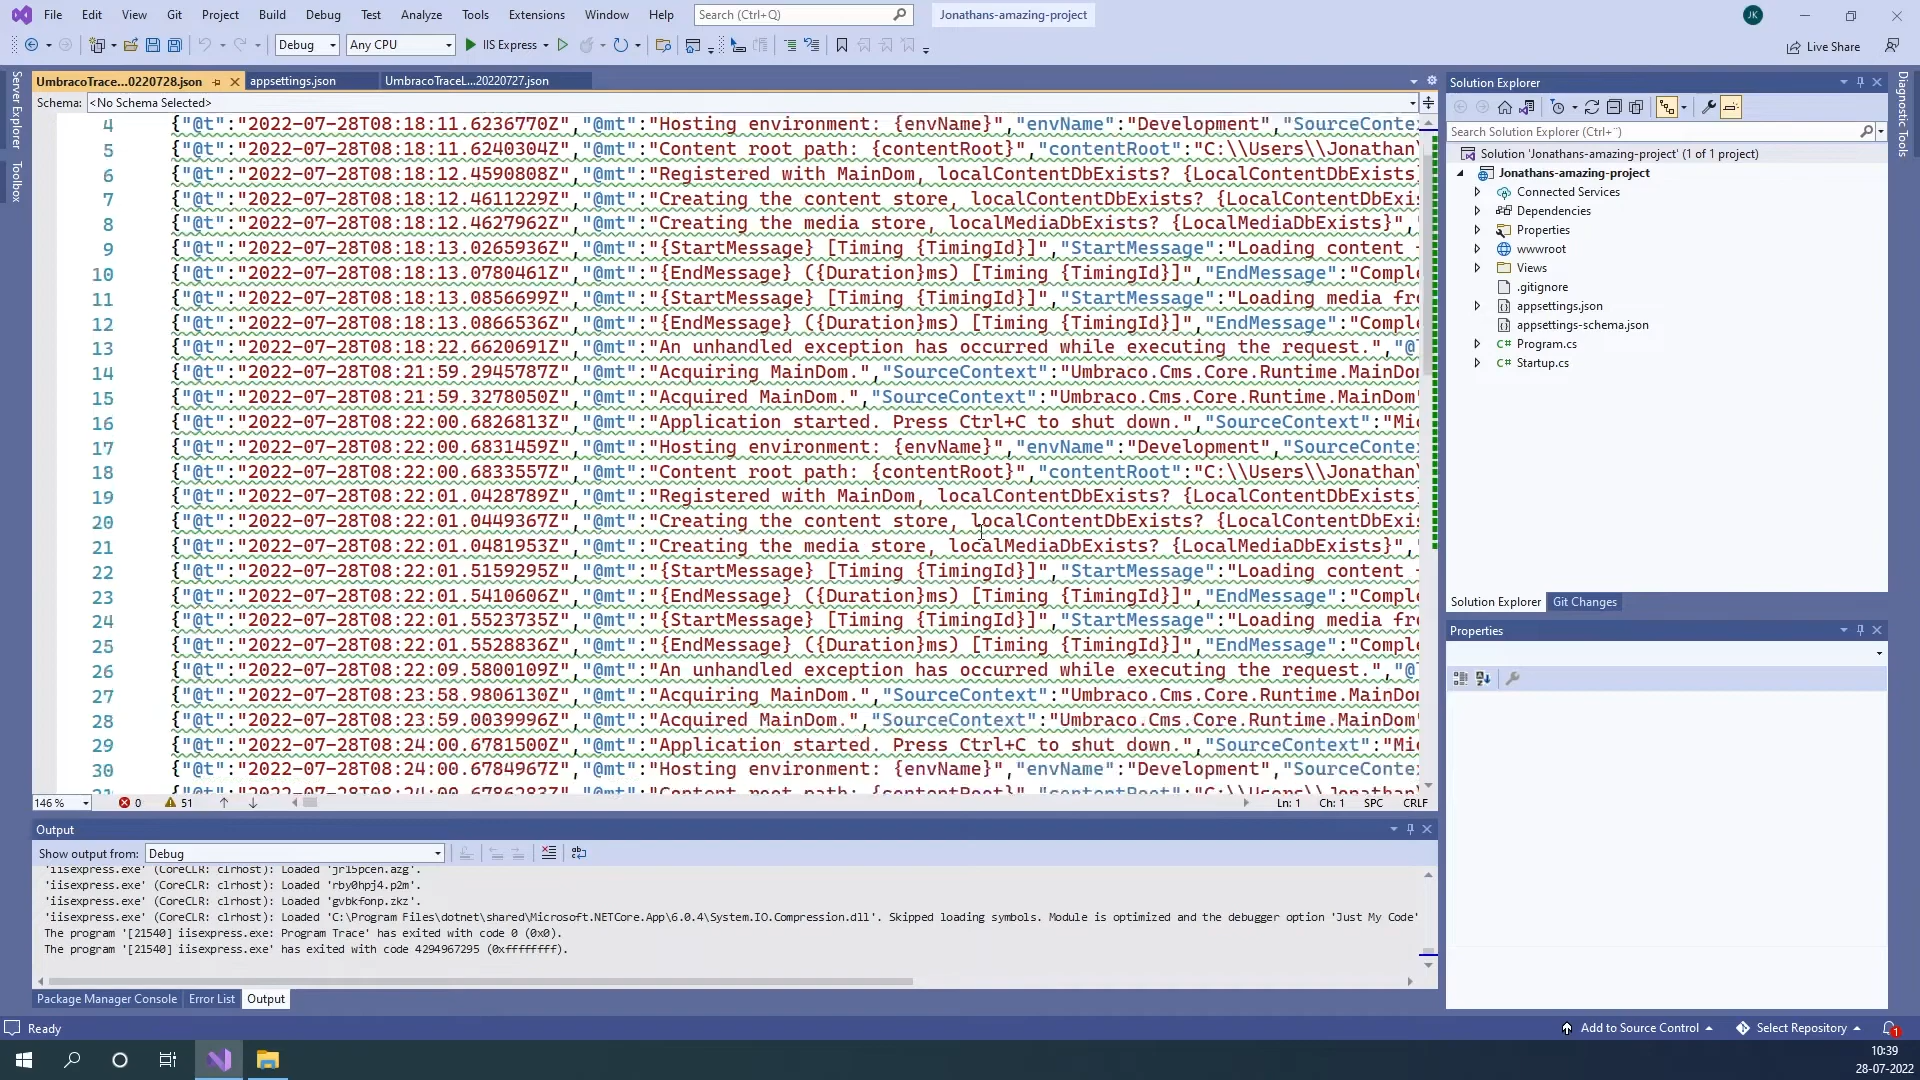 File Edit View Git Project Build Debug Test Analyze Tools Extensions Window Help Search (Ctrl+Q) Jonathans-amazing-project JK
Debug Any CPU IIS Express Live Share
UmbracoTrace...0220728.json appsettings.json UmbracoTraceL...20220727.json
Schema: <No Schema Selected>
Server Explorer
Toolbox
4 {"@t":"2022-07-28T08:18:11.6236770Z","@mt":"Hosting environment: {envName}","envName":"Development","SourceContex
5 {"@t":"2022-07-28T08:18:11.6240304Z","@mt":"Content root path: {contentRoot}","contentRoot":"C:\\Users\\Jonathan\
6 {"@t":"2022-07-28T08:18:12.4590808Z","@mt":"Registered with MainDom, localContentDbExists? {LocalContentDbExists}
7 {"@t":"2022-07-28T08:18:12.4611229Z","@mt":"Creating the content store, localContentDbExists? {LocalContentDbExis
8 {"@t":"2022-07-28T08:18:12.4627962Z","@mt":"Creating the media store, localMediaDbExists? {LocalMediaDbExists}","
9 {"@t":"2022-07-28T08:18:13.0265936Z","@mt":"{StartMessage} [Timing {TimingId}]","StartMessage":"Loading content
10 {"@t":"2022-07-28T08:18:13.0780461Z","@mt":"{EndMessage} ({Duration}ms) [Timing {TimingId}]","EndMessage":"Comple
11 {"@t":"2022-07-28T08:18:13.0856699Z","@mt":"{StartMessage} [Timing {TimingId}]","StartMessage":"Loading media fro
12 {"@t":"2022-07-28T08:18:13.0866536Z","@mt":"{EndMessage} ({Duration}ms) [Timing {TimingId}]","EndMessage":"Comple
13 {"@t":"2022-07-28T08:18:22.6620691Z","@mt":"An unhandled exception has occurred while executing the request.","@
14 {"@t":"2022-07-28T08:21:59.2945787Z","@mt":"Acquiring MainDom.","SourceContext":"Umbraco.Cms.Core.Runtime.MainDom
15 {"@t":"2022-07-28T08:21:59.3278050Z","@mt":"Acquired MainDom.","SourceContext":"Umbraco.Cms.Core.Runtime.MainDom"
16 {"@t":"2022-07-28T08:22:00.6826813Z","@mt":"Application started. Press Ctrl+C to shut down.","SourceContext":"Mic
17 {"@t":"2022-07-28T08:22:00.6831459Z","@mt":"Hosting environment: {envName}","envName":"Development","SourceContex
18 {"@t":"2022-07-28T08:22:00.6833557Z","@mt":"Content root path: {contentRoot}","contentRoot":"C:\\Users\\Jonathan\
19 {"@t":"2022-07-28T08:22:01.0428789Z","@mt":"Registered with MainDom, localContentDbExists? {LocalContentDbExists}
20 {"@t":"2022-07-28T08:22:01.0449367Z","@mt":"Creating the content store, localContentDbExists? {LocalContentDbExis
21 {"@t":"2022-07-28T08:22:01.0481953Z","@mt":"Creating the media store, localMediaDbExists? {LocalMediaDbExists}","
22 {"@t":"2022-07-28T08:22:01.5159295Z","@mt":"{StartMessage} [Timing {TimingId}]","StartMessage":"Loading content
23 {"@t":"2022-07-28T08:22:01.5410606Z","@mt":"{EndMessage} ({Duration}ms) [Timing {TimingId}]","EndMessage":"Comple
24 {"@t":"2022-07-28T08:22:01.5523735Z","@mt":"{StartMessage} [Timing {TimingId}]","StartMessage":"Loading media fro
25 {"@t":"2022-07-28T08:22:01.5528836Z","@mt":"{EndMessage} ({Duration}ms) [Timing {TimingId}]","EndMessage":"Comple
26 {"@t":"2022-07-28T08:22:09.5800109Z","@mt":"An unhandled exception has occurred while executing the request.","@
27 {"@t":"2022-07-28T08:23:58.9806130Z","@mt":"Acquiring MainDom.","SourceContext":"Umbraco.Cms.Core.Runtime.MainDom
28 {"@t":"2022-07-28T08:23:59.0039996Z","@mt":"Acquired MainDom.","SourceContext":"Umbraco.Cms.Core.Runtime.MainDom"
29 {"@t":"2022-07-28T08:24:00.6781500Z","@mt":"Application started. Press Ctrl+C to shut down.","SourceContext":"Mic
30 {"@t":"2022-07-28T08:24:00.6784967Z","@mt":"Hosting environment: {envName}","envName":"Development","SourceContex
146 % 0 51 Ln: 1 Ch: 1 SPC CRLF
Output
Show output from: Debug
'iisexpress.exe' (CoreCLR: clrhost): Loaded 'jr15pcen.azg'.
'iisexpress.exe' (CoreCLR: clrhost): Loaded 'rby0hpj4.p2m'.
'iisexpress.exe' (CoreCLR: clrhost): Loaded 'gvbkfonp.zkz'.
'iisexpress.exe' (CoreCLR: clrhost): Loaded 'C:\Program Files\dotnet\shared\Microsoft.NETCore.App\6.0.4\System.IO.Compression.dll'. Skipped loading symbols. Module is optimized and the debugger option 'Just My Code'
The program '[21540] iisexpress.exe: Program Trace' has exited with code 0 (0x0).
The program '[21540] iisexpress.exe' has exited with code 4294967295 (0xffffffff).
Package Manager Console Error List Output
Solution Explorer
Search Solution Explorer (Ctrl+¨)
Solution 'Jonathans-amazing-project' (1 of 1 project)
Jonathans-amazing-project
Connected Services
Dependencies
Properties
wwwroot
Views
.gitignore
appsettings.json
appsettings-schema.json
C# Program.cs
C# Startup.cs
Solution Explorer Git Changes
Properties
Diagnostic Tools
Ready Add to Source Control Select Repository 1
10:39
28-07-2022